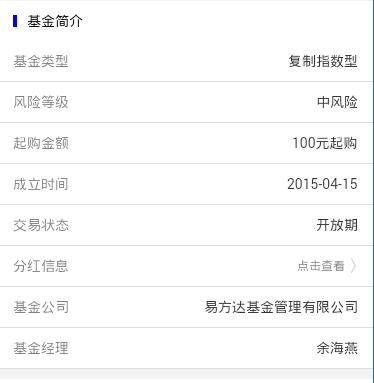 基金简介
基金类型 复制指数型
风险等级 中风险
起购金额 100元起购
成立时间 2015-04-15
交易状态 开放期
分红信息 点击查看
基金公司 易方达基金管理有限公司
基金经理 余海燕